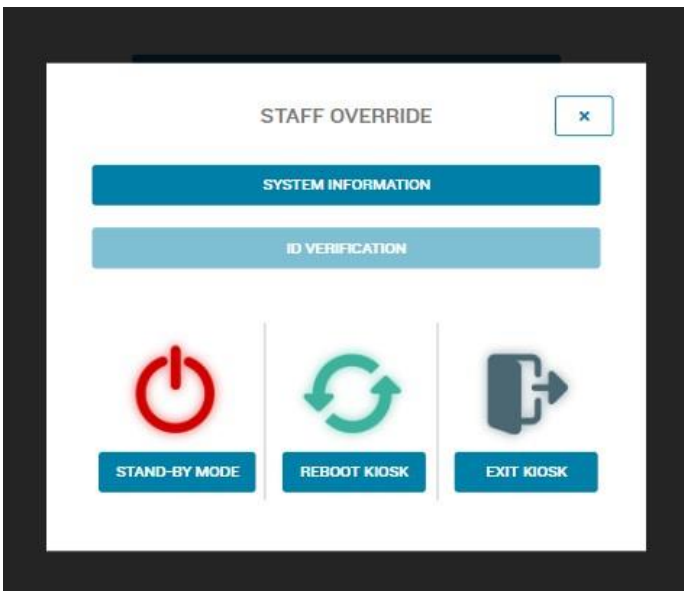 STAFF OVERRIDE
×
SYSTEM INFORMATION
ID VERIFICATION
STAND-BY MODE
REBOOT KIOSK
EXIT KIOSK